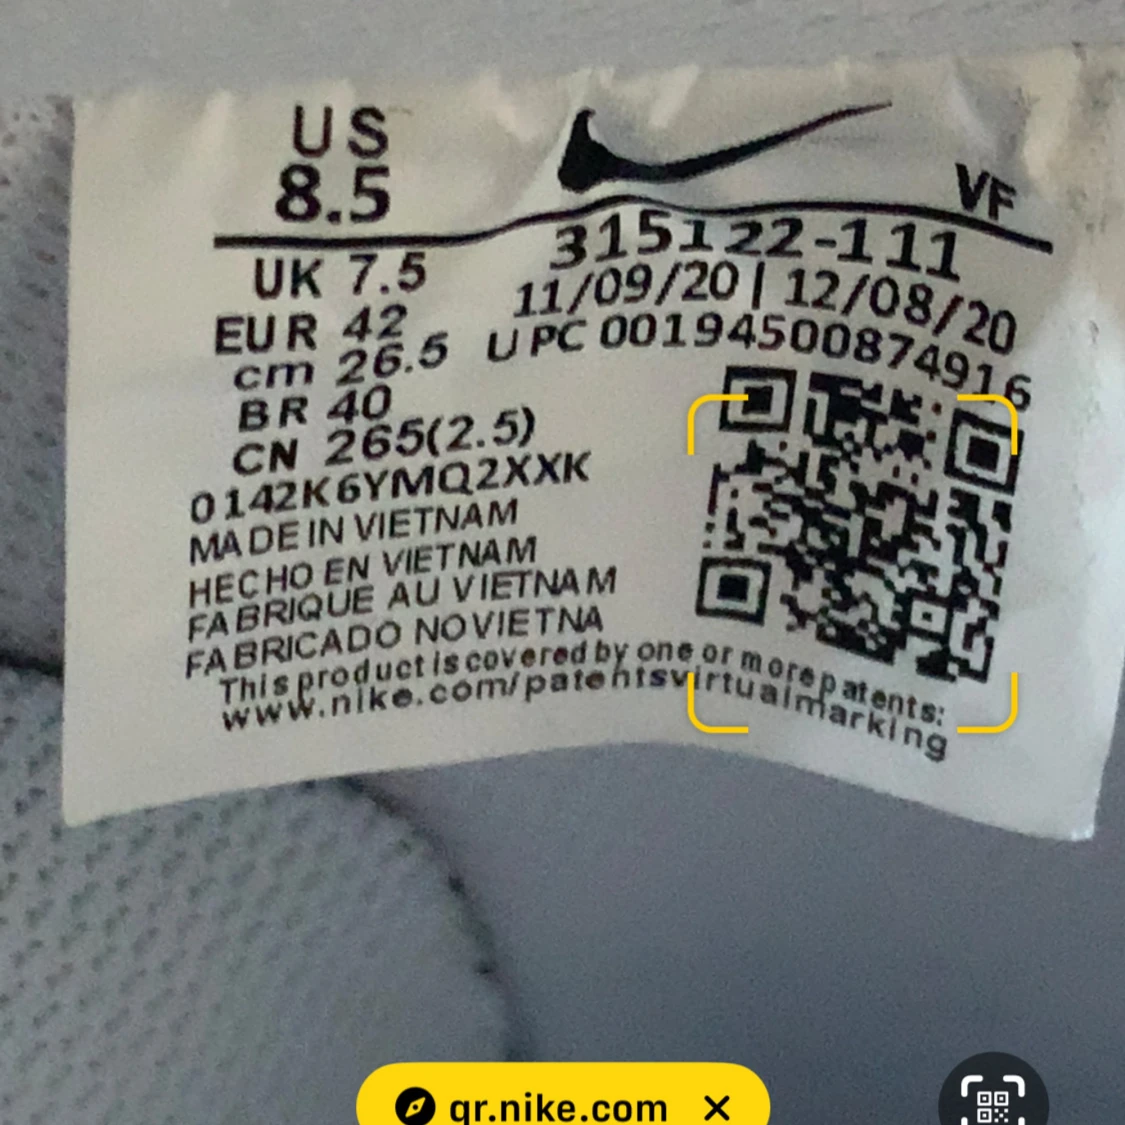 US
8.5
VF
UK 7.5
EUR 42
cm 26.5
BR 40
CN 265(2.5)
315122-111
11/09/20 | 12/08/20
UPC 00194500874916
0142K6YMQ2XXK
MADE IN VIETNAM
HECHO EN VIETNAM
FABRIQUE AU VIETNAM
FABRICADO NO VIETNA
This product is covered by one or more patents:
www.nike.com/patentsvirtualmarking
qr.nike.com